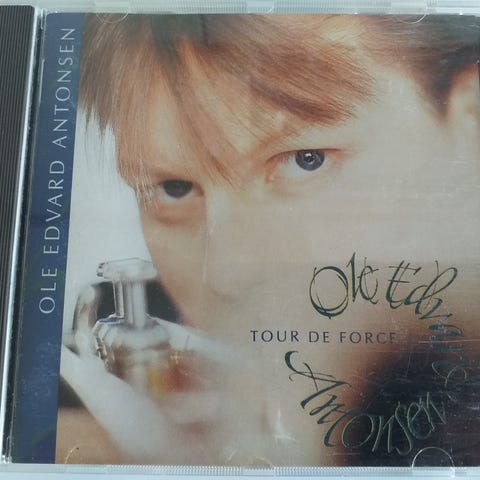 OLE EDVARD ANTONSEN
TOUR DE FORCE
Ole Edvard
Antonsen